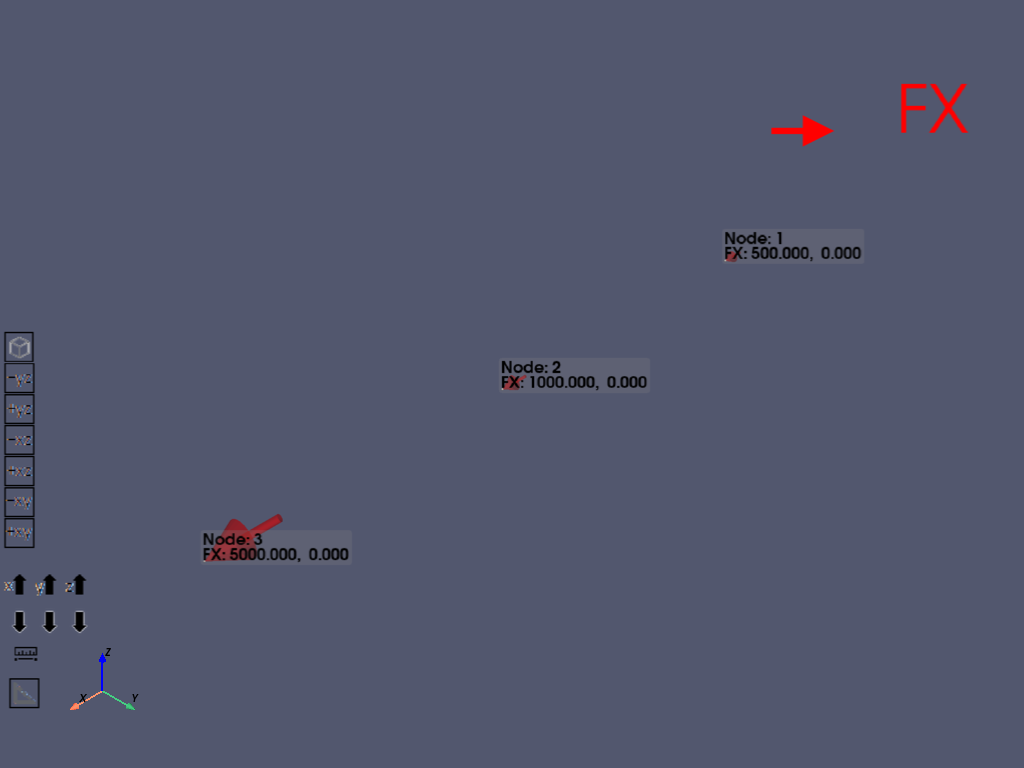 FX
Node: 1
FX: 500.000, 0.000
Node: 2
FX: 1000.000, 0.000
Node: 3
FX: 5000.000, 0.000
-yz
+yz
-xz
+xz
-xy
+xy
x y z
Z
X Y